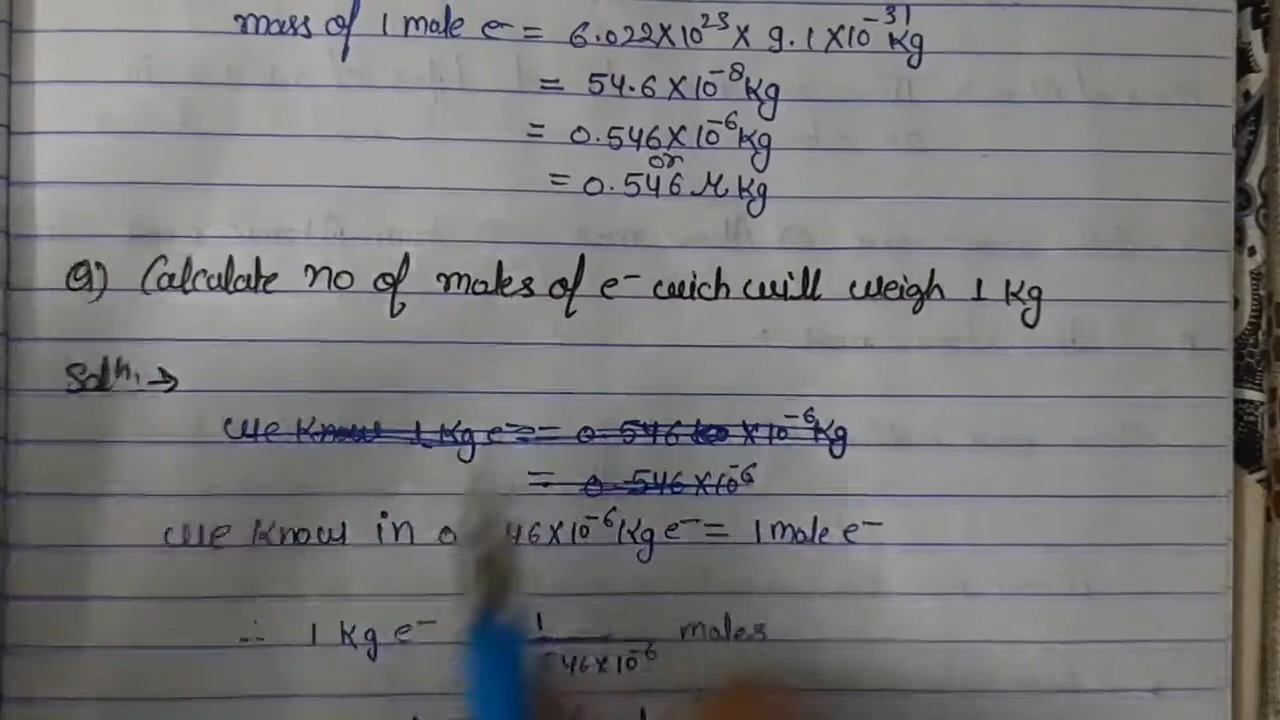 mass of 1 mole e⁻ = 6.022×10²³ × 9.1×10⁻³¹ Kg
= 54.6×10⁻⁸ Kg
= 0.546×10⁻⁶ Kg
or
= 0.546 μ Kg
Q) Calculate no of moles of e⁻ wich will weigh 1 Kg
Solⁿ. →
We Know 1 Kg e⁻ = 0.546 ×10⁻⁶ Kg
= 0.546×10⁻⁶
We Know in 0 46×10⁻⁶ Kg e⁻ = 1 mole e⁻
∴ 1 Kg e⁻ 1/46×10⁻⁶ moles